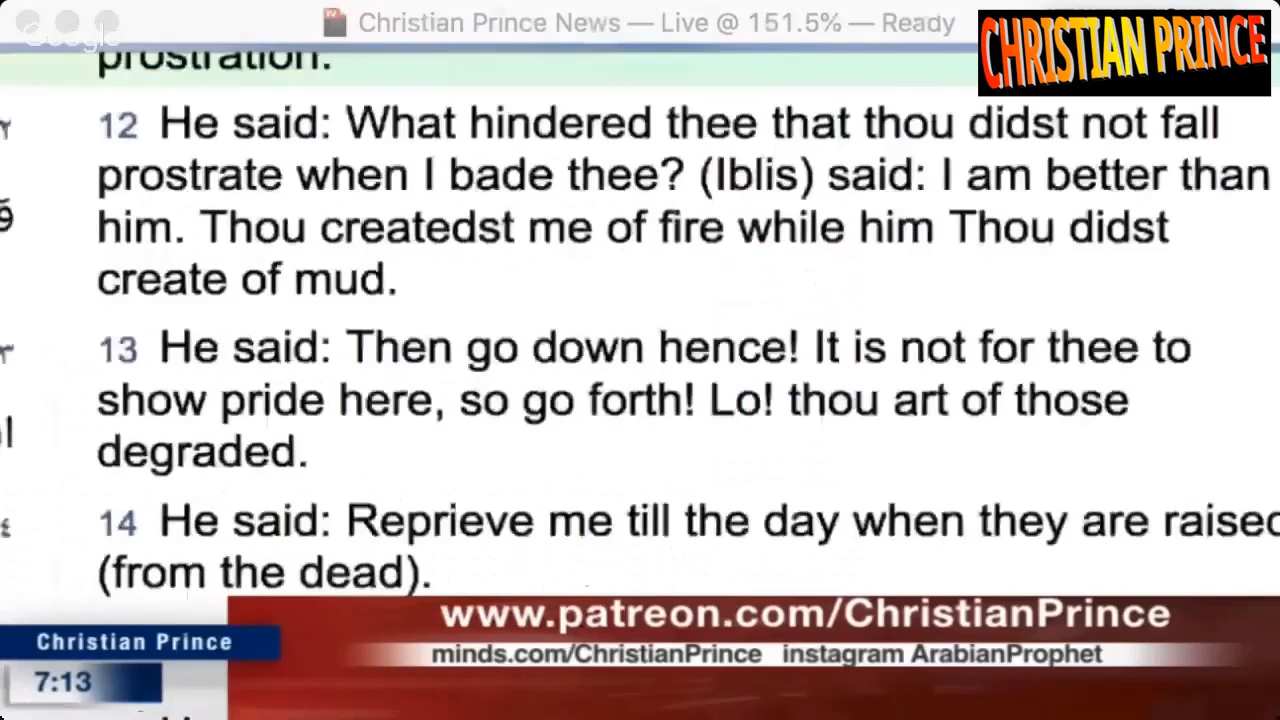 Christian Prince News — Live @ 151.5% — Ready
Google
CHRISTIAN PRINCE
prostration.
12 He said: What hindered thee that thou didst not fall
prostrate when I bade thee? (Iblis) said: I am better than
him. Thou createdst me of fire while him Thou didst
create of mud.
13 He said: Then go down hence! It is not for thee to
show pride here, so go forth! Lo! thou art of those
degraded.
14 He said: Reprieve me till the day when they are raised
(from the dead).
www.patreon.com/ChristianPrince
Christian Prince
minds.com/ChristianPrince instagram ArabianProphet
7:13